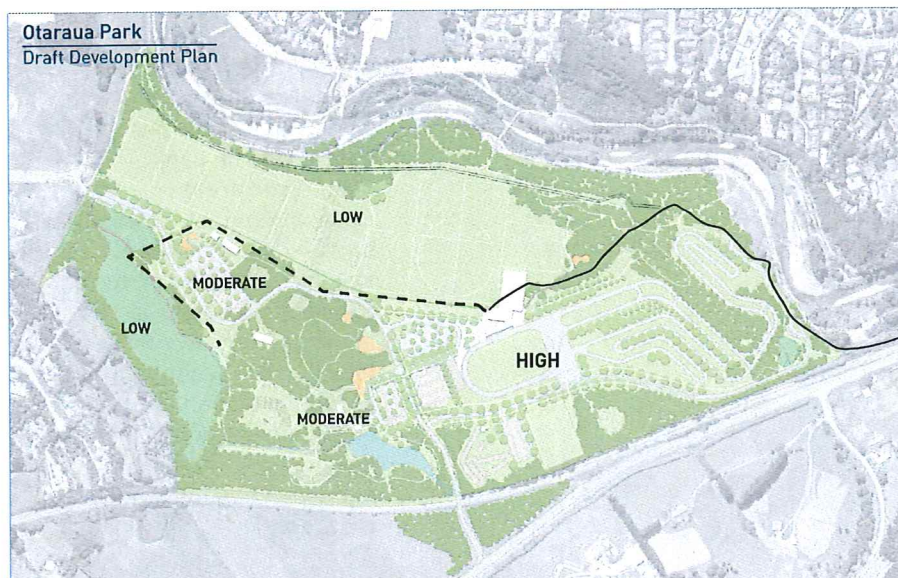 Otaraua Park
Draft Development Plan
LOW
MODERATE
LOW
HIGH
MODERATE